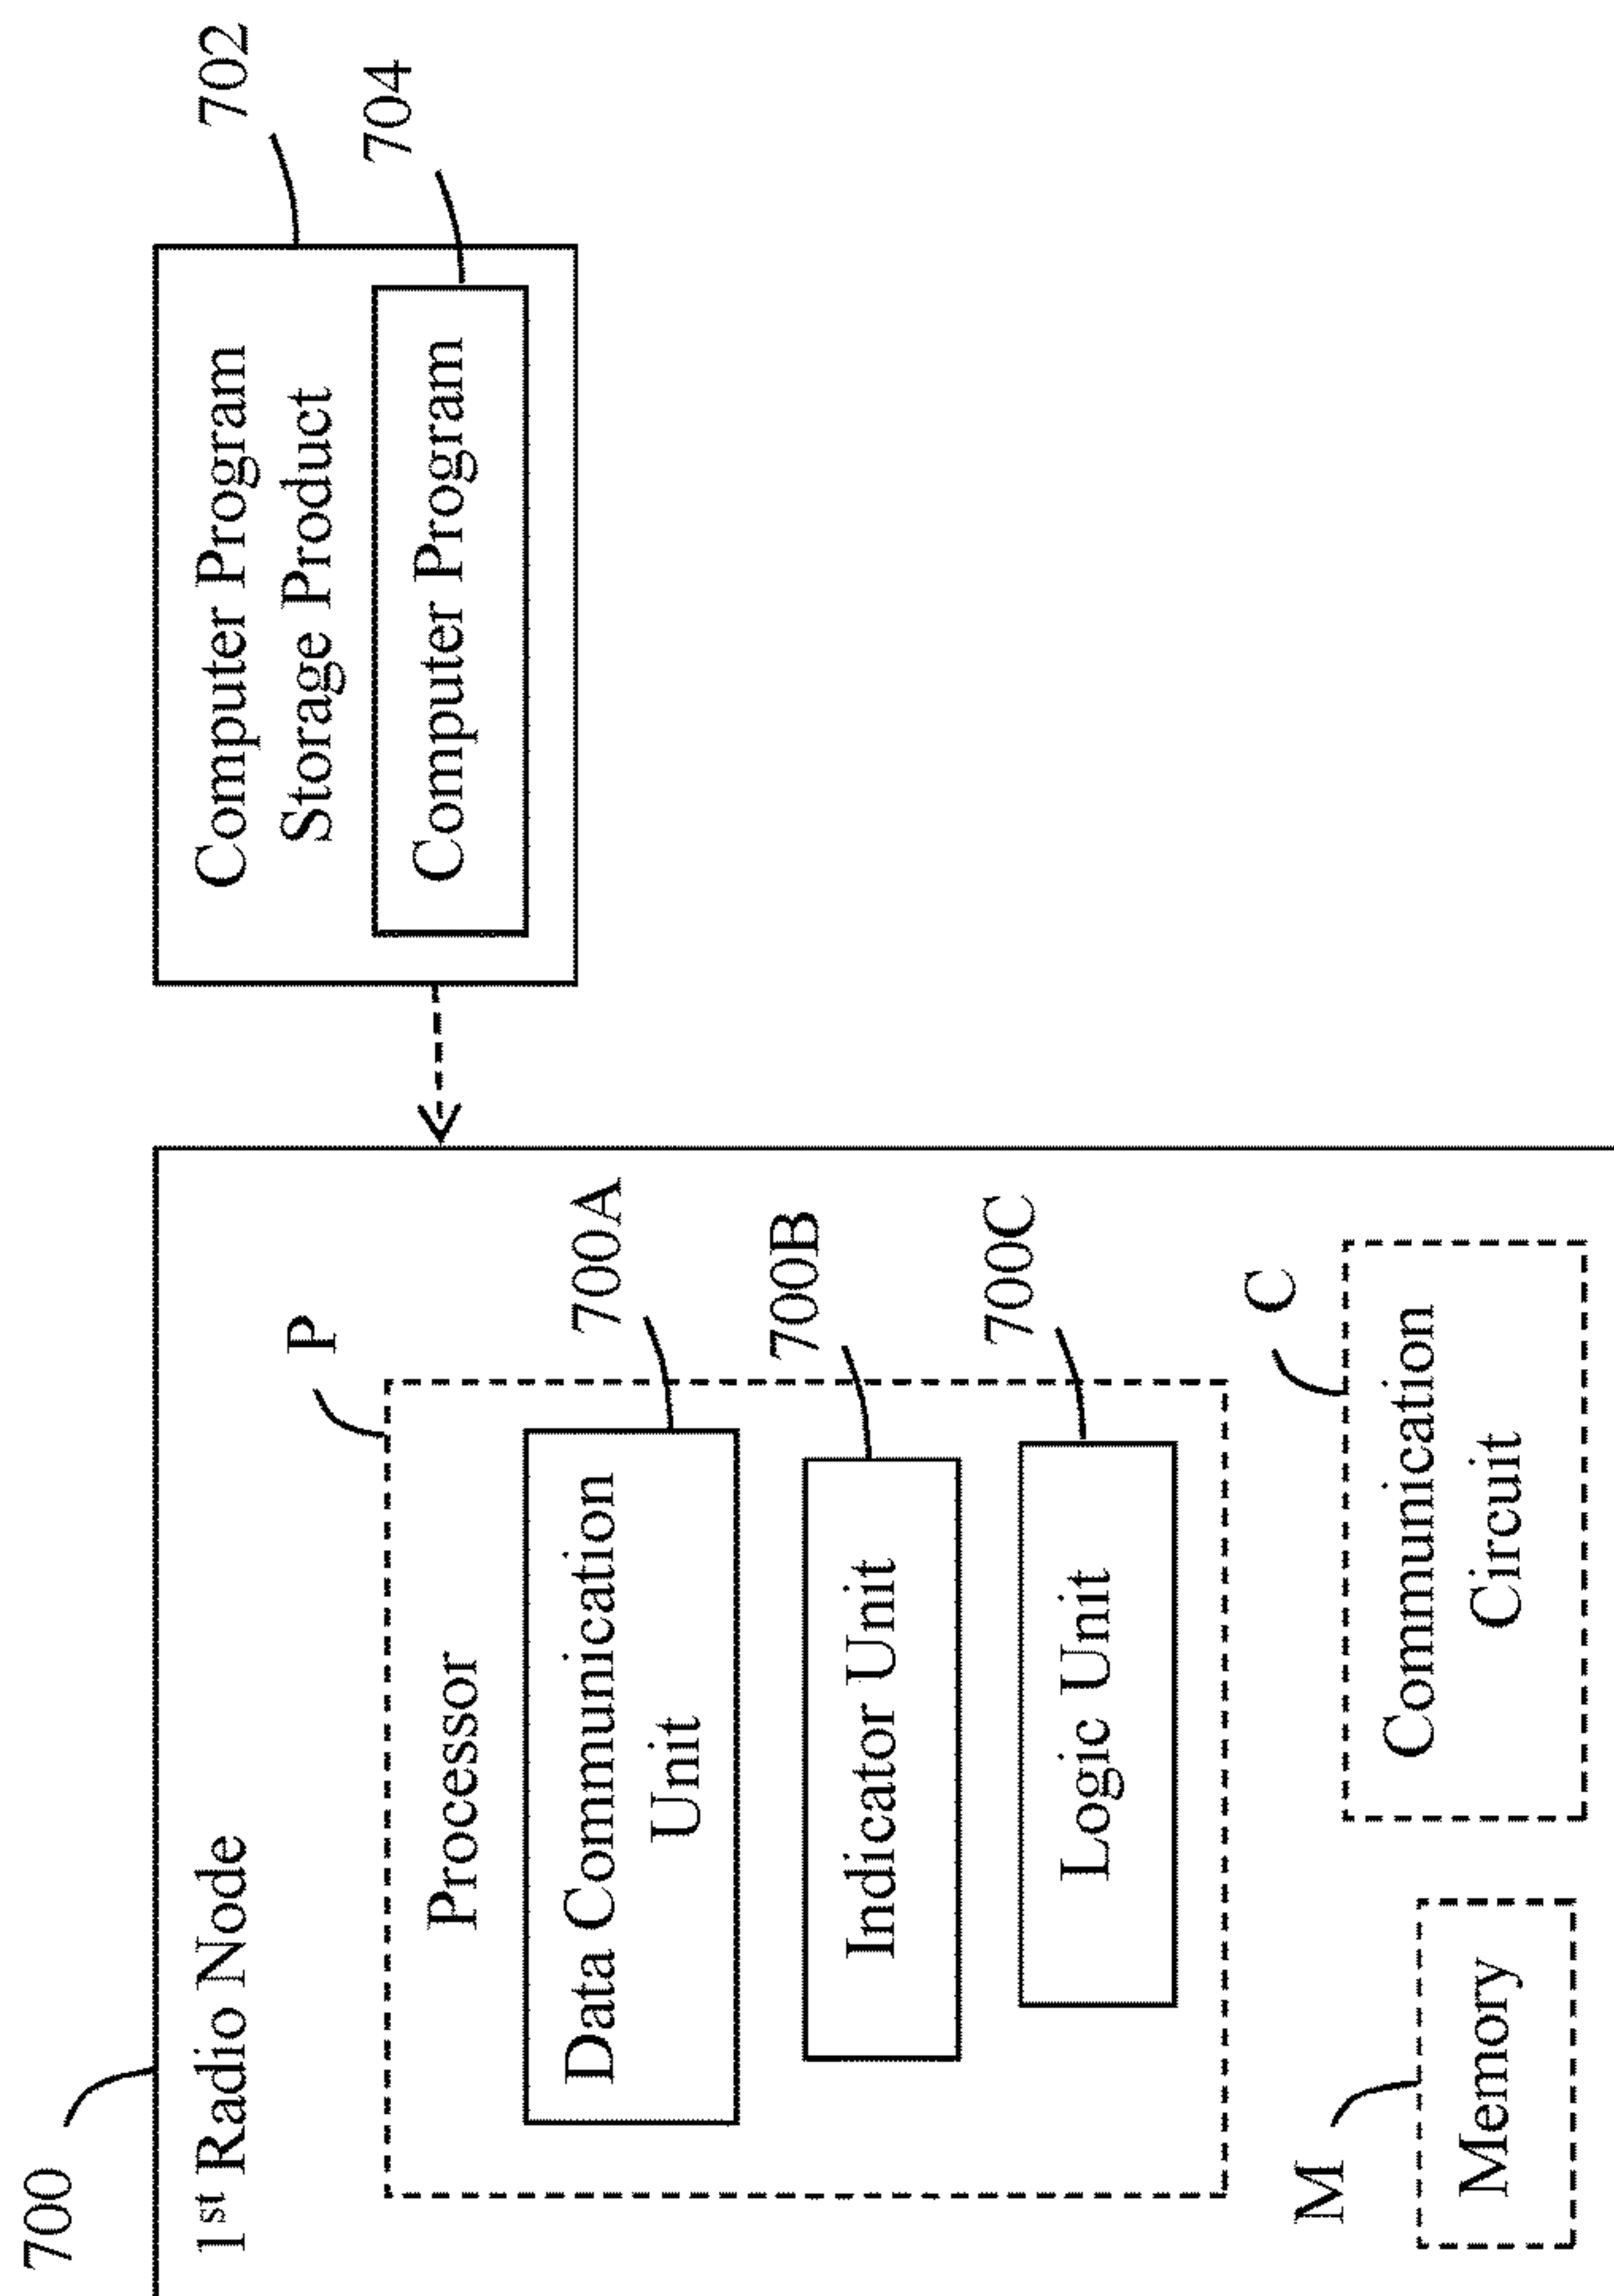 700
1st Radio Node
P
Processor
700A
Data Communication
Unit
700B
Indicator Unit
700C
Logic Unit
M
Memory
C
Communication
Circuit
702
Computer Program
Storage Product
704
Computer Program